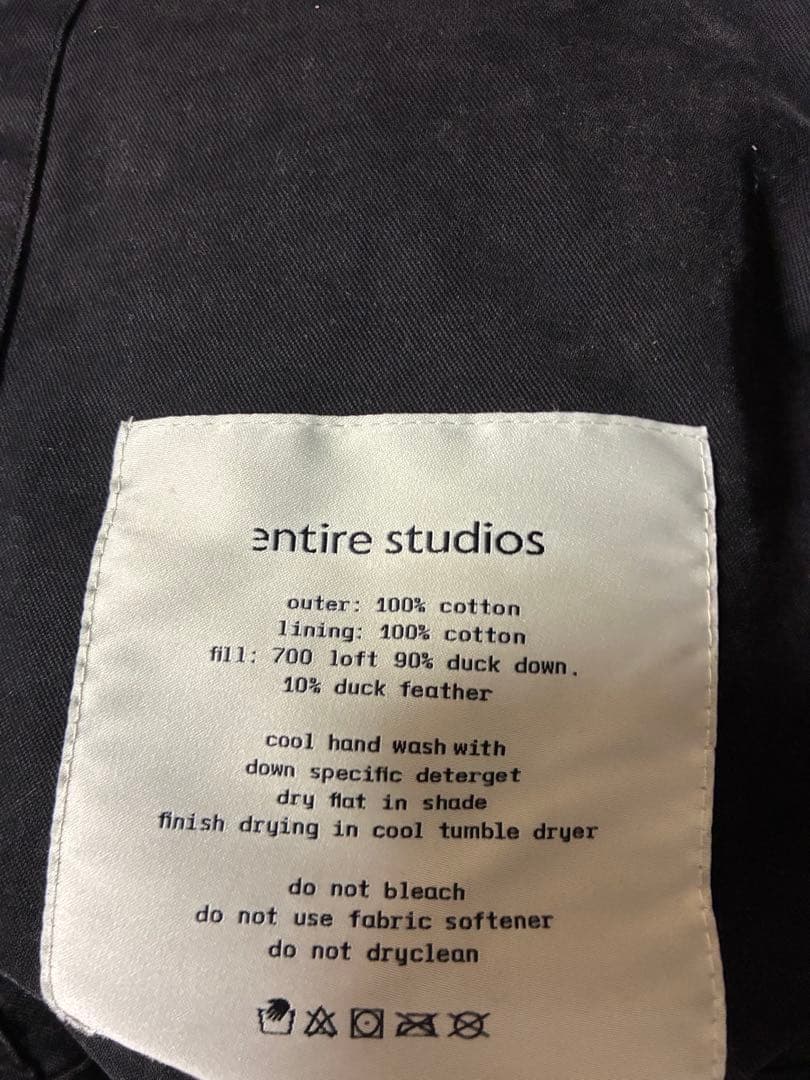 entire studios
outer: 100% cotton
lining: 100% cotton
fill: 700 loft 90% duck down.
10% duck feather
cool hand wash with
down specific deterget
dry flat in shade
finish drying in cool tumble dryer
do not bleach
do not use fabric softener
do not dryclean